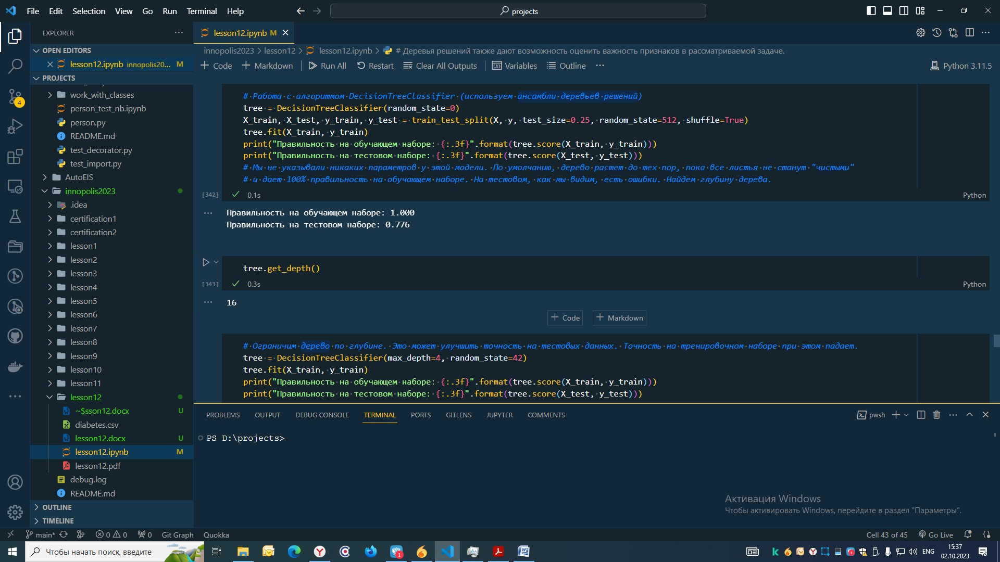 File Edit Selection View Go Run Terminal Help
projects
EXPLORER
OPEN EDITORS
lesson12.ipynb innopolis20... M
PROJECTS
work_with_classes
person_test_nb.ipynb
person.py
README.md
test_decorator.py
test_import.py
AutoEIS
innopolis2023
.idea
certification1
certification2
lesson1
lesson2
lesson3
lesson4
lesson5
lesson6
lesson7
lesson8
lesson9
lesson10
lesson11
lesson12
~$sson12.docx U
diabetes.csv
lesson12.docx U
lesson12.ipynb M
lesson12.pdf
debug.log
README.md
OUTLINE
TIMELINE
4
lesson12.ipynb M
innopolis2023 > lesson12 > lesson12.ipynb > # Деревья решений также дают возможность оценить важность признаков в рассматриваемой задаче.
+ Code + Markdown Run All Restart Clear All Outputs Variables Outline ... Python 3.11.5
# Работа с алгоритмом DecisionTreeClassifier (используем ансамбли деревьев решений)
tree = DecisionTreeClassifier(random_state=0)
X_train, X_test, y_train, y_test = train_test_split(X, y, test_size=0.25, random_state=512, shuffle=True)
tree.fit(X_train, y_train)
print("Правильность на обучающем наборе: {:.3f}".format(tree.score(X_train, y_train)))
print("Правильность на тестовом наборе: {:.3f}".format(tree.score(X_test, y_test)))
# Мы не указывали никаких параметров у этой модели. По умолчанию, дерево растет до тех пор, пока все листья не станут "чистыми"
# и дает 100% правильность на обучающем наборе. На тестовом, как мы видим, есть ошибки. Найдем глубину дерева.
[342] 0.1s Python
Правильность на обучающем наборе: 1.000
Правильность на тестовом наборе: 0.776
tree.get_depth()
[343] 0.3s Python
16
+ Code + Markdown
# Ограничим дерево по глубине. Это может улучшить точность на тестовых данных. Точность на тренировочном наборе при этом падает.
tree = DecisionTreeClassifier(max_depth=4, random_state=42)
tree.fit(X_train, y_train)
print("Правильность на обучающем наборе: {:.3f}".format(tree.score(X_train, y_train)))
print("Правильность на тестовом наборе: {:.3f}".format(tree.score(X_test, y_test)))
PROBLEMS OUTPUT DEBUG CONSOLE TERMINAL PORTS GITLENS JUPYTER COMMENTS pwsh
PS D:\projects>
Активация Windows
Чтобы активировать Windows, перейдите в раздел "Параметры".
main* 0 0 0 Git Graph Quokka Cell 43 of 45 Go Live
Чтобы начать поиск, введите
ENG 15:37
02.10.2023